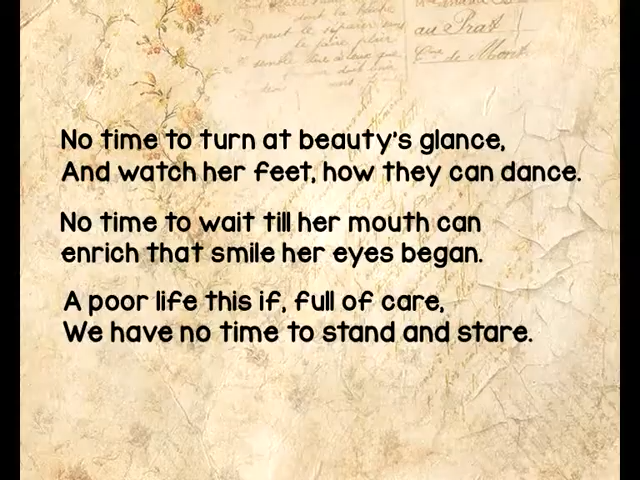 au Prat
No time to turn at beauty's glance,
And watch her feet, how they can dance.
No time to wait till her mouth can
enrich that smile her eyes began.
A poor life this if, full of care,
We have no time to stand and stare.